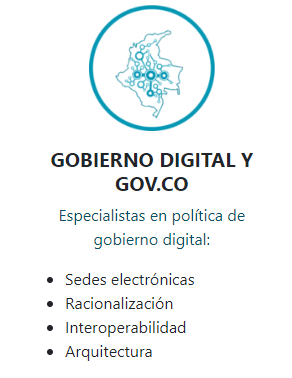 GOBIERNO DIGITAL Y
GOV.CO
Especialistas en política de
gobierno digital:
• Sedes electrónicas
• Racionalización
• Interoperabilidad
• Arquitectura